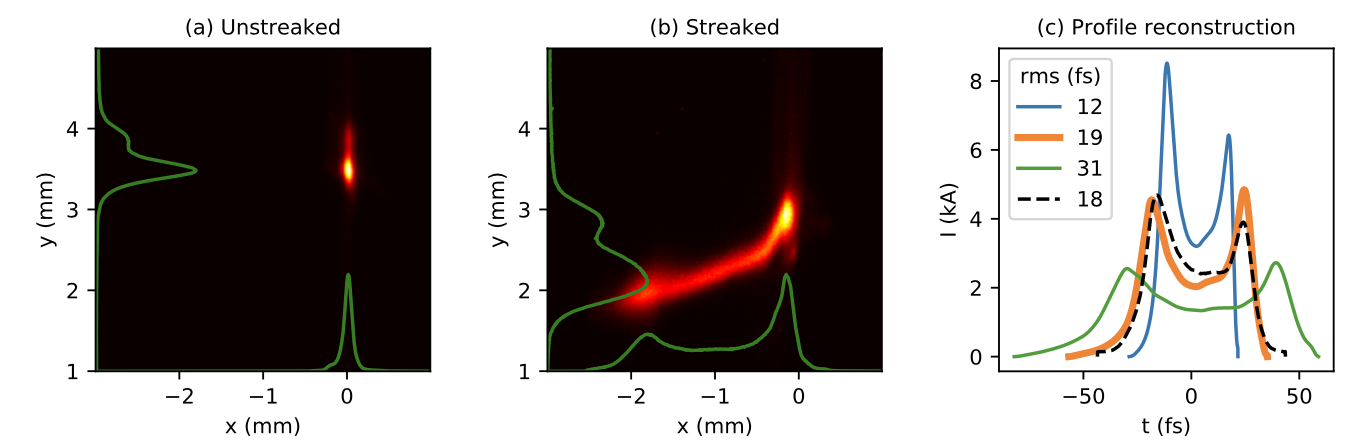 (a) Unstreaked
y (mm)
4
3
2
1
−2
−1
0
x (mm)
(b) Streaked
y (mm)
4
3
2
1
−2
−1
0
x (mm)
(c) Profile reconstruction
I (kA)
8
6
4
2
0
rms (fs)
12
19
31
18
−50
0
50
t (fs)